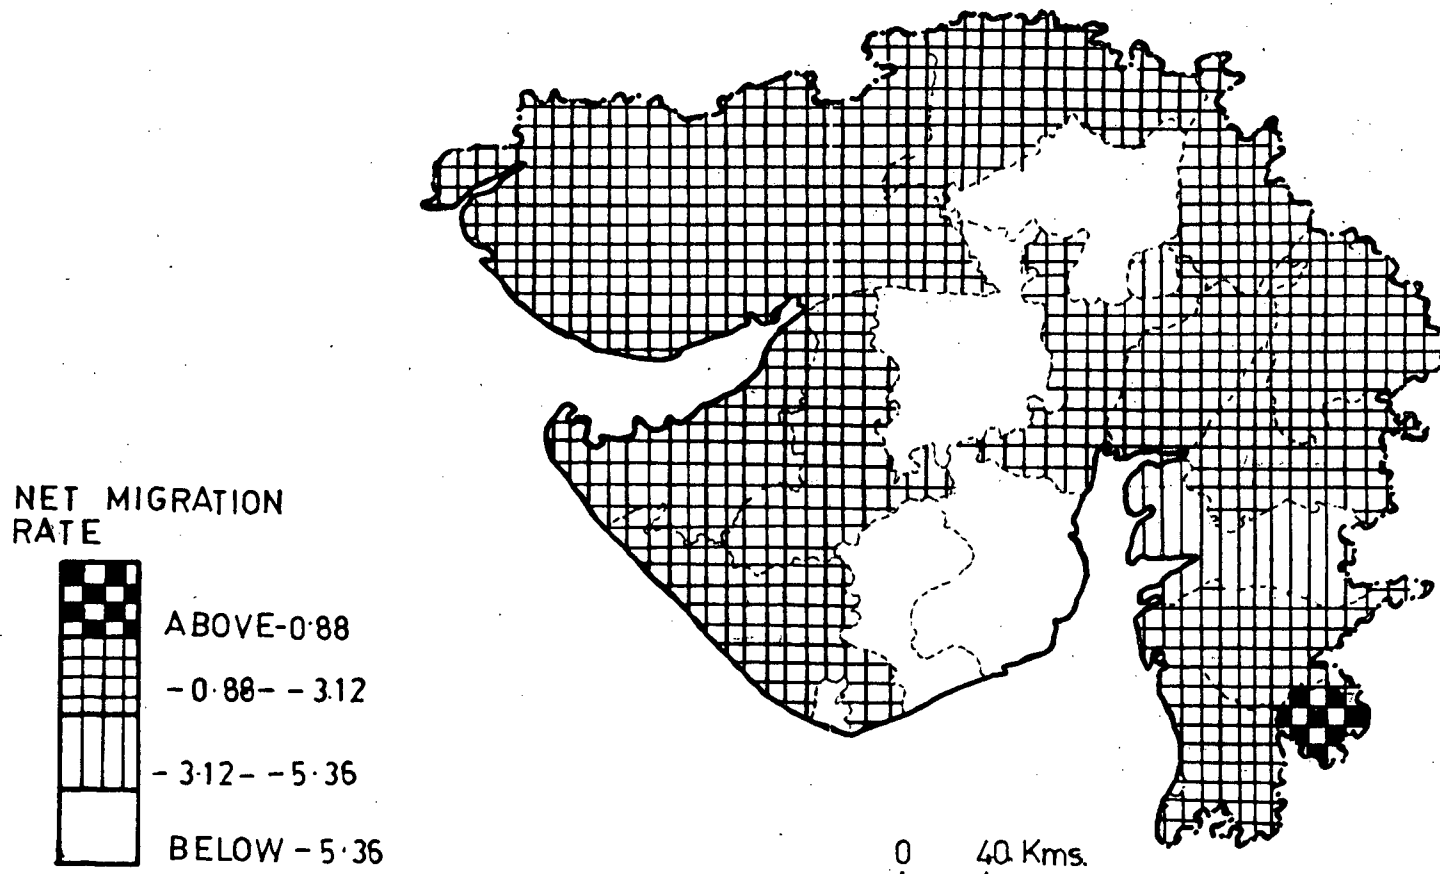 NET MIGRATION
RATE
ABOVE-0·88
-0·88- -3.12
-3·12- -5·36
BELOW -5·36
0 40 Kms.